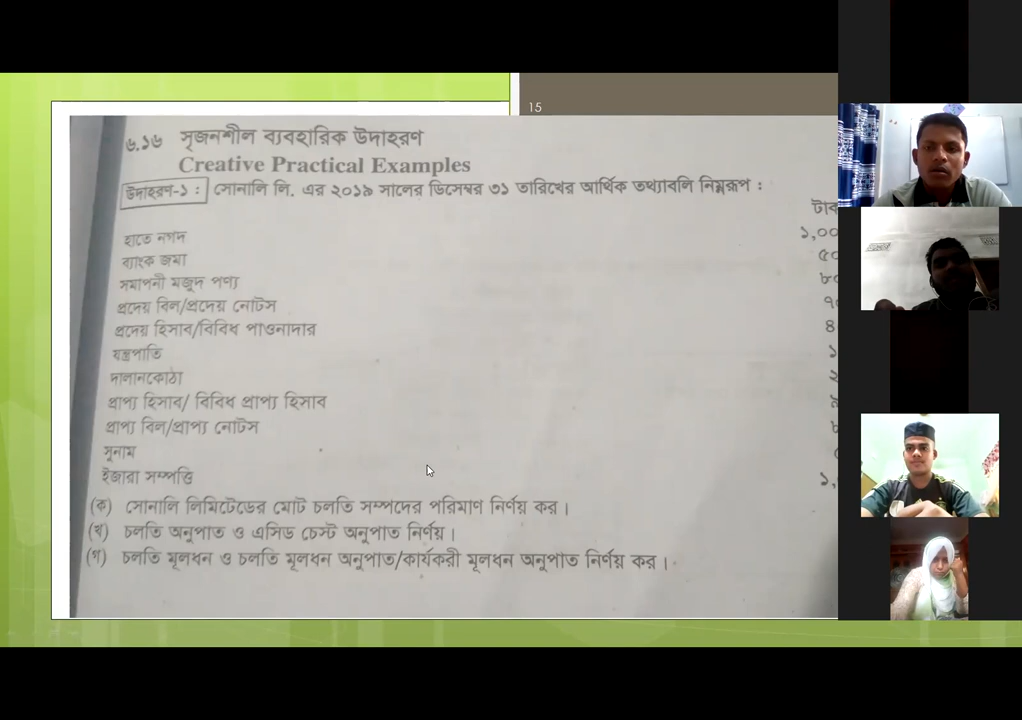 15
৬.১৬ সৃজনশীল ব্যবহারিক উদাহরণ
Creative Practical Examples
উদাহরণ-১ : সোনালি লি. এর ২০১৯ সালের ডিসেম্বর ৩১ তারিখের আর্থিক তথ্যাবলি নিম্নরূপ :
হাতে নগদ
ব্যাংক জমা
সমাপনী মজুদ পণ্য
প্রদেয় বিল/প্রদেয় নোটস
প্রদেয় হিসাব/বিবিধ পাওনাদার
যন্ত্রপাতি
দালানকোঠা
প্রাপ্য হিসাব/ বিবিধ প্রাপ্য হিসাব
প্রাপ্য বিল/প্রাপ্য নোটস
সুনাম
ইজারা সম্পত্তি
(ক) সোনালি লিমিটেডের মোট চলতি সম্পদের পরিমাণ নির্ণয় কর।
(খ) চলতি অনুপাত ও এসিড টেস্ট অনুপাত নির্ণয়।
(গ) চলতি মূলধন ও চলতি মূলধন অনুপাত/কার্যকরী মূলধন অনুপাত নির্ণয় কর।